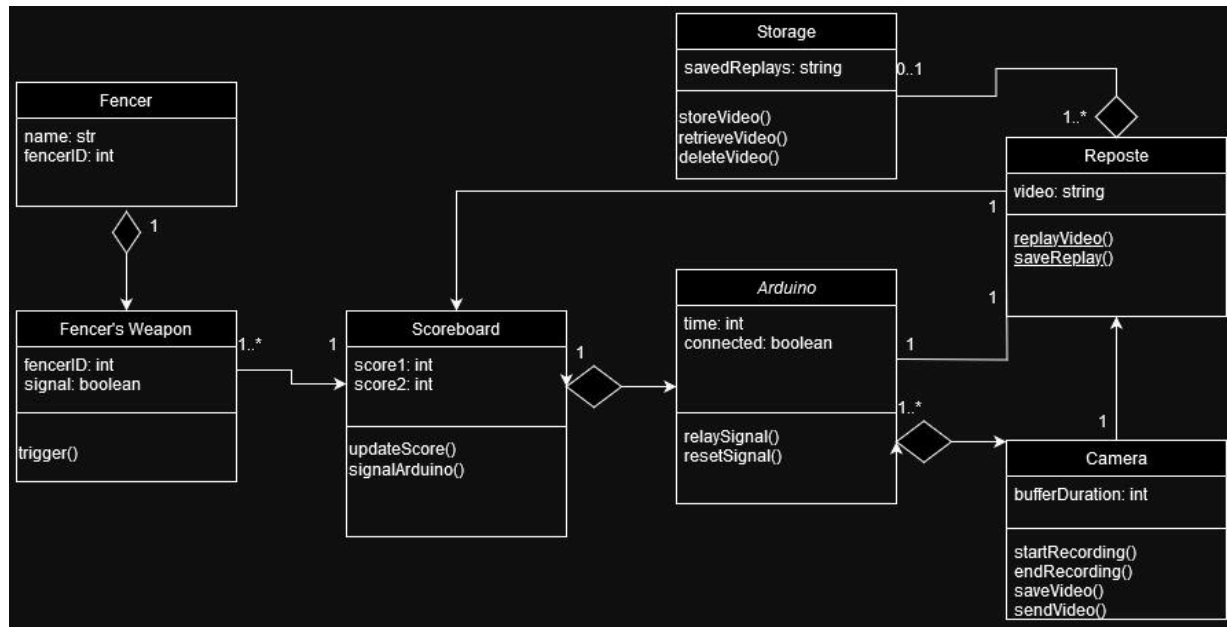 Storage
savedReplays: string
storeVideo()
retrieveVideo()
deleteVideo()
0..1
1..*
Fencer
name: str
fencerID: int
1
Reposte
video: string
replayVideo()
saveReplay()
1
1
Fencer's Weapon
fencerID: int
signal: boolean
trigger()
1..*
1
Scoreboard
score1: int
score2: int
updateScore()
signalArduino()
1
Arduino
time: int
connected: boolean
relaySignal()
resetSignal()
1
1..*
1
Camera
bufferDuration: int
startRecording()
endRecording()
saveVideo()
sendVideo()